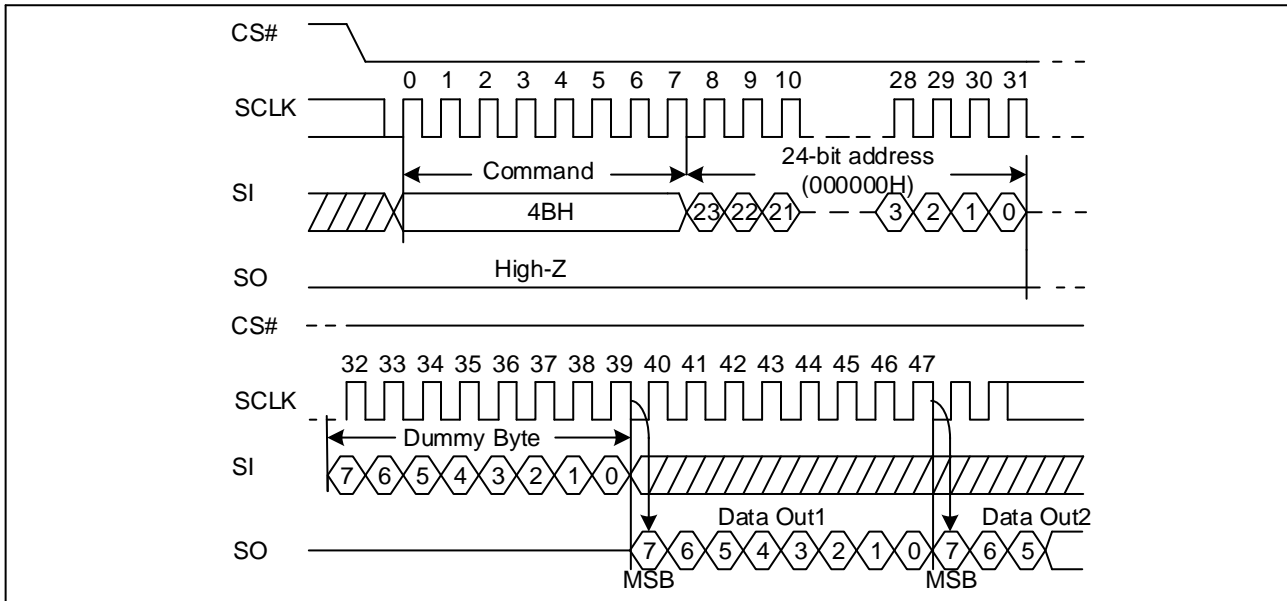 CS#
0 1 2 3 4 5 6 7 8 9 10 28 29 30 31
SCLK
Command
24-bit address
(000000H)
SI
4BH
23 22 21 3 2 1 0
SO
High-Z
CS#
32 33 34 35 36 37 38 39 40 41 42 43 44 45 46 47
SCLK
Dummy Byte
SI
7 6 5 4 3 2 1 0
Data Out1
Data Out2
SO
7 6 5 4 3 2 1 0 7 6 5
MSB
MSB